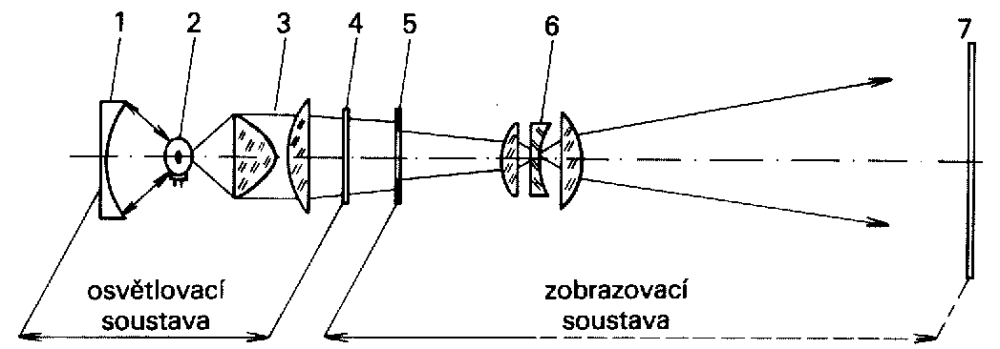 1 2 3 4 5 6 7
osvětlovací
soustava
zobrazovací
soustava